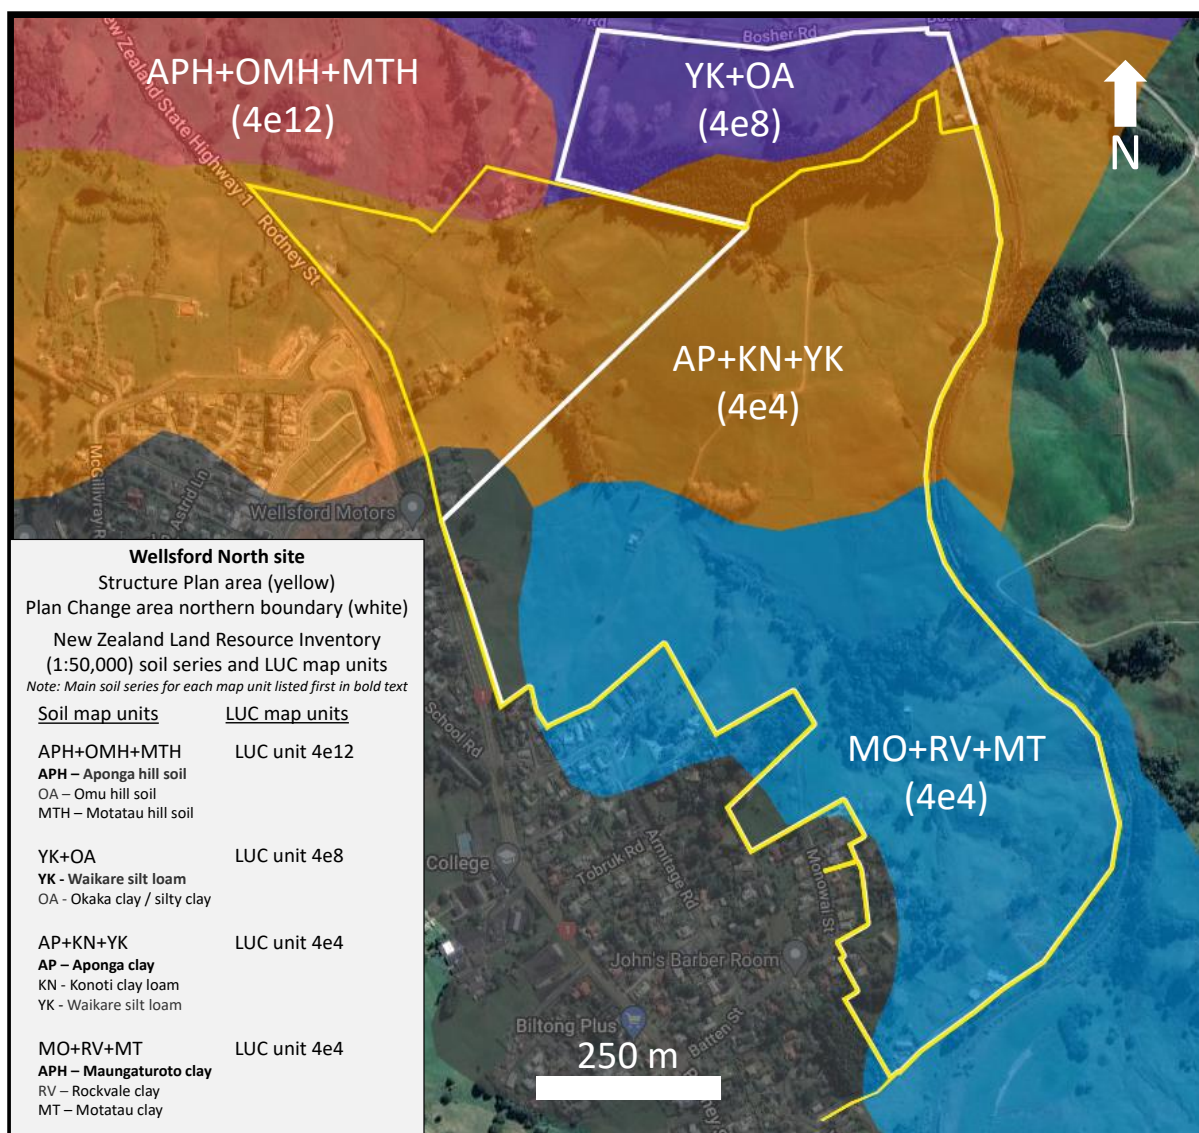 er Rd
Bosher Rd
Bosher Rd
New Zealand State Highway 1
Rodney St
APH+OMH+MTH
(4e12)
YK+OA
(4e8)
N
AP+KN+YK
(4e4)
McGillivray R
Astrid Ln
Wellsford Motors
MO+RV+MT
(4e4)
1
School Rd
College
Tobruk Rd
Armitage Rd
Monowai St
1
John's Barber Room
Biltong Plus
Batten St
250 m
Wellsford North site
Structure Plan area (yellow)
Plan Change area northern boundary (white)
New Zealand Land Resource Inventory
(1:50,000) soil series and LUC map units
Note: Main soil series for each map unit listed first in bold text
Soil map units LUC map units
APH+OMH+MTH LUC unit 4e12
APH – Aponga hill soil
OA – Omu hill soil
MTH – Motatau hill soil
YK+OA LUC unit 4e8
YK - Waikare silt loam
OA - Okaka clay / silty clay
AP+KN+YK LUC unit 4e4
AP – Aponga clay
KN - Konoti clay loam
YK - Waikare silt loam
MO+RV+MT LUC unit 4e4
APH – Maungaturoto clay
RV – Rockvale clay
MT – Motatau clay